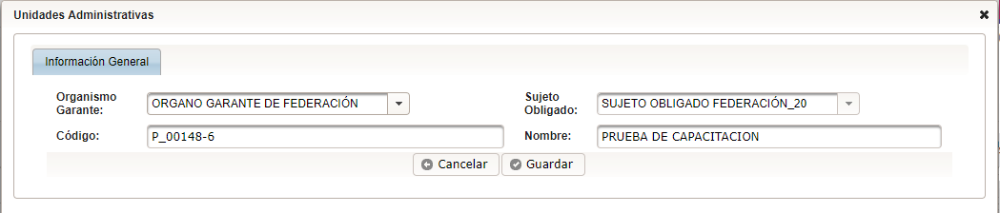 Unidades Administrativas
Información General
Organismo Garante: ORGANO GARANTE DE FEDERACIÓN
Sujeto Obligado: SUJETO OBLIGADO FEDERACIÓN_20
Código: P_00148-6
Nombre: PRUEBA DE CAPACITACION
Cancelar
Guardar